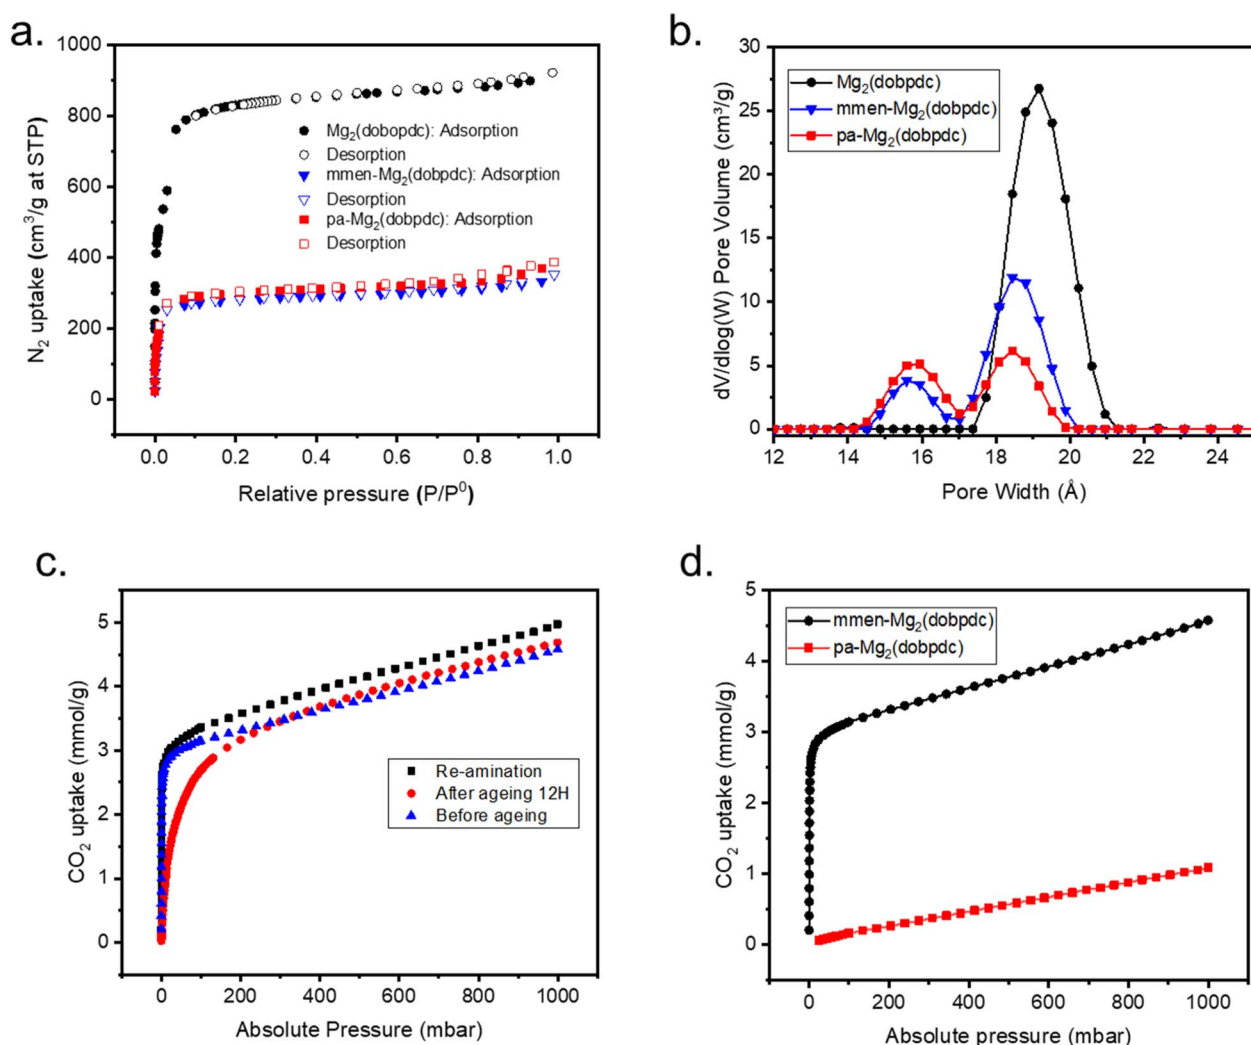 a.
1000
800
600
400
200
0
N2 uptake (cm3/g at STP)
Mg2(dobopdc): Adsorption
Desorption
mmen-Mg2(dobpdc): Adsorption
Desorption
pa-Mg2(dobpdc): Adsorption
Desorption
0.0 0.2 0.4 0.6 0.8 1.0
Relative pressure (P/P0)
b.
30
25
20
15
10
5
0
dV/dlog(W) Pore Volume (cm3/g)
Mg2(dobpdc)
mmen-Mg2(dobpdc)
pa-Mg2(dobpdc)
12 14 16 18 20 22 24
Pore Width (Å)
c.
5
4
3
2
1
0
CO2 uptake (mmol/g)
Re-amination
After ageing 12H
Before ageing
0 200 400 600 800 1000
Absolute Pressure (mbar)
d.
5
4
3
2
1
0
CO2 uptake (mmol/g)
mmen-Mg2(dobpdc)
pa-Mg2(dobpdc)
0 200 400 600 800 1000
Absolute pressure (mbar)